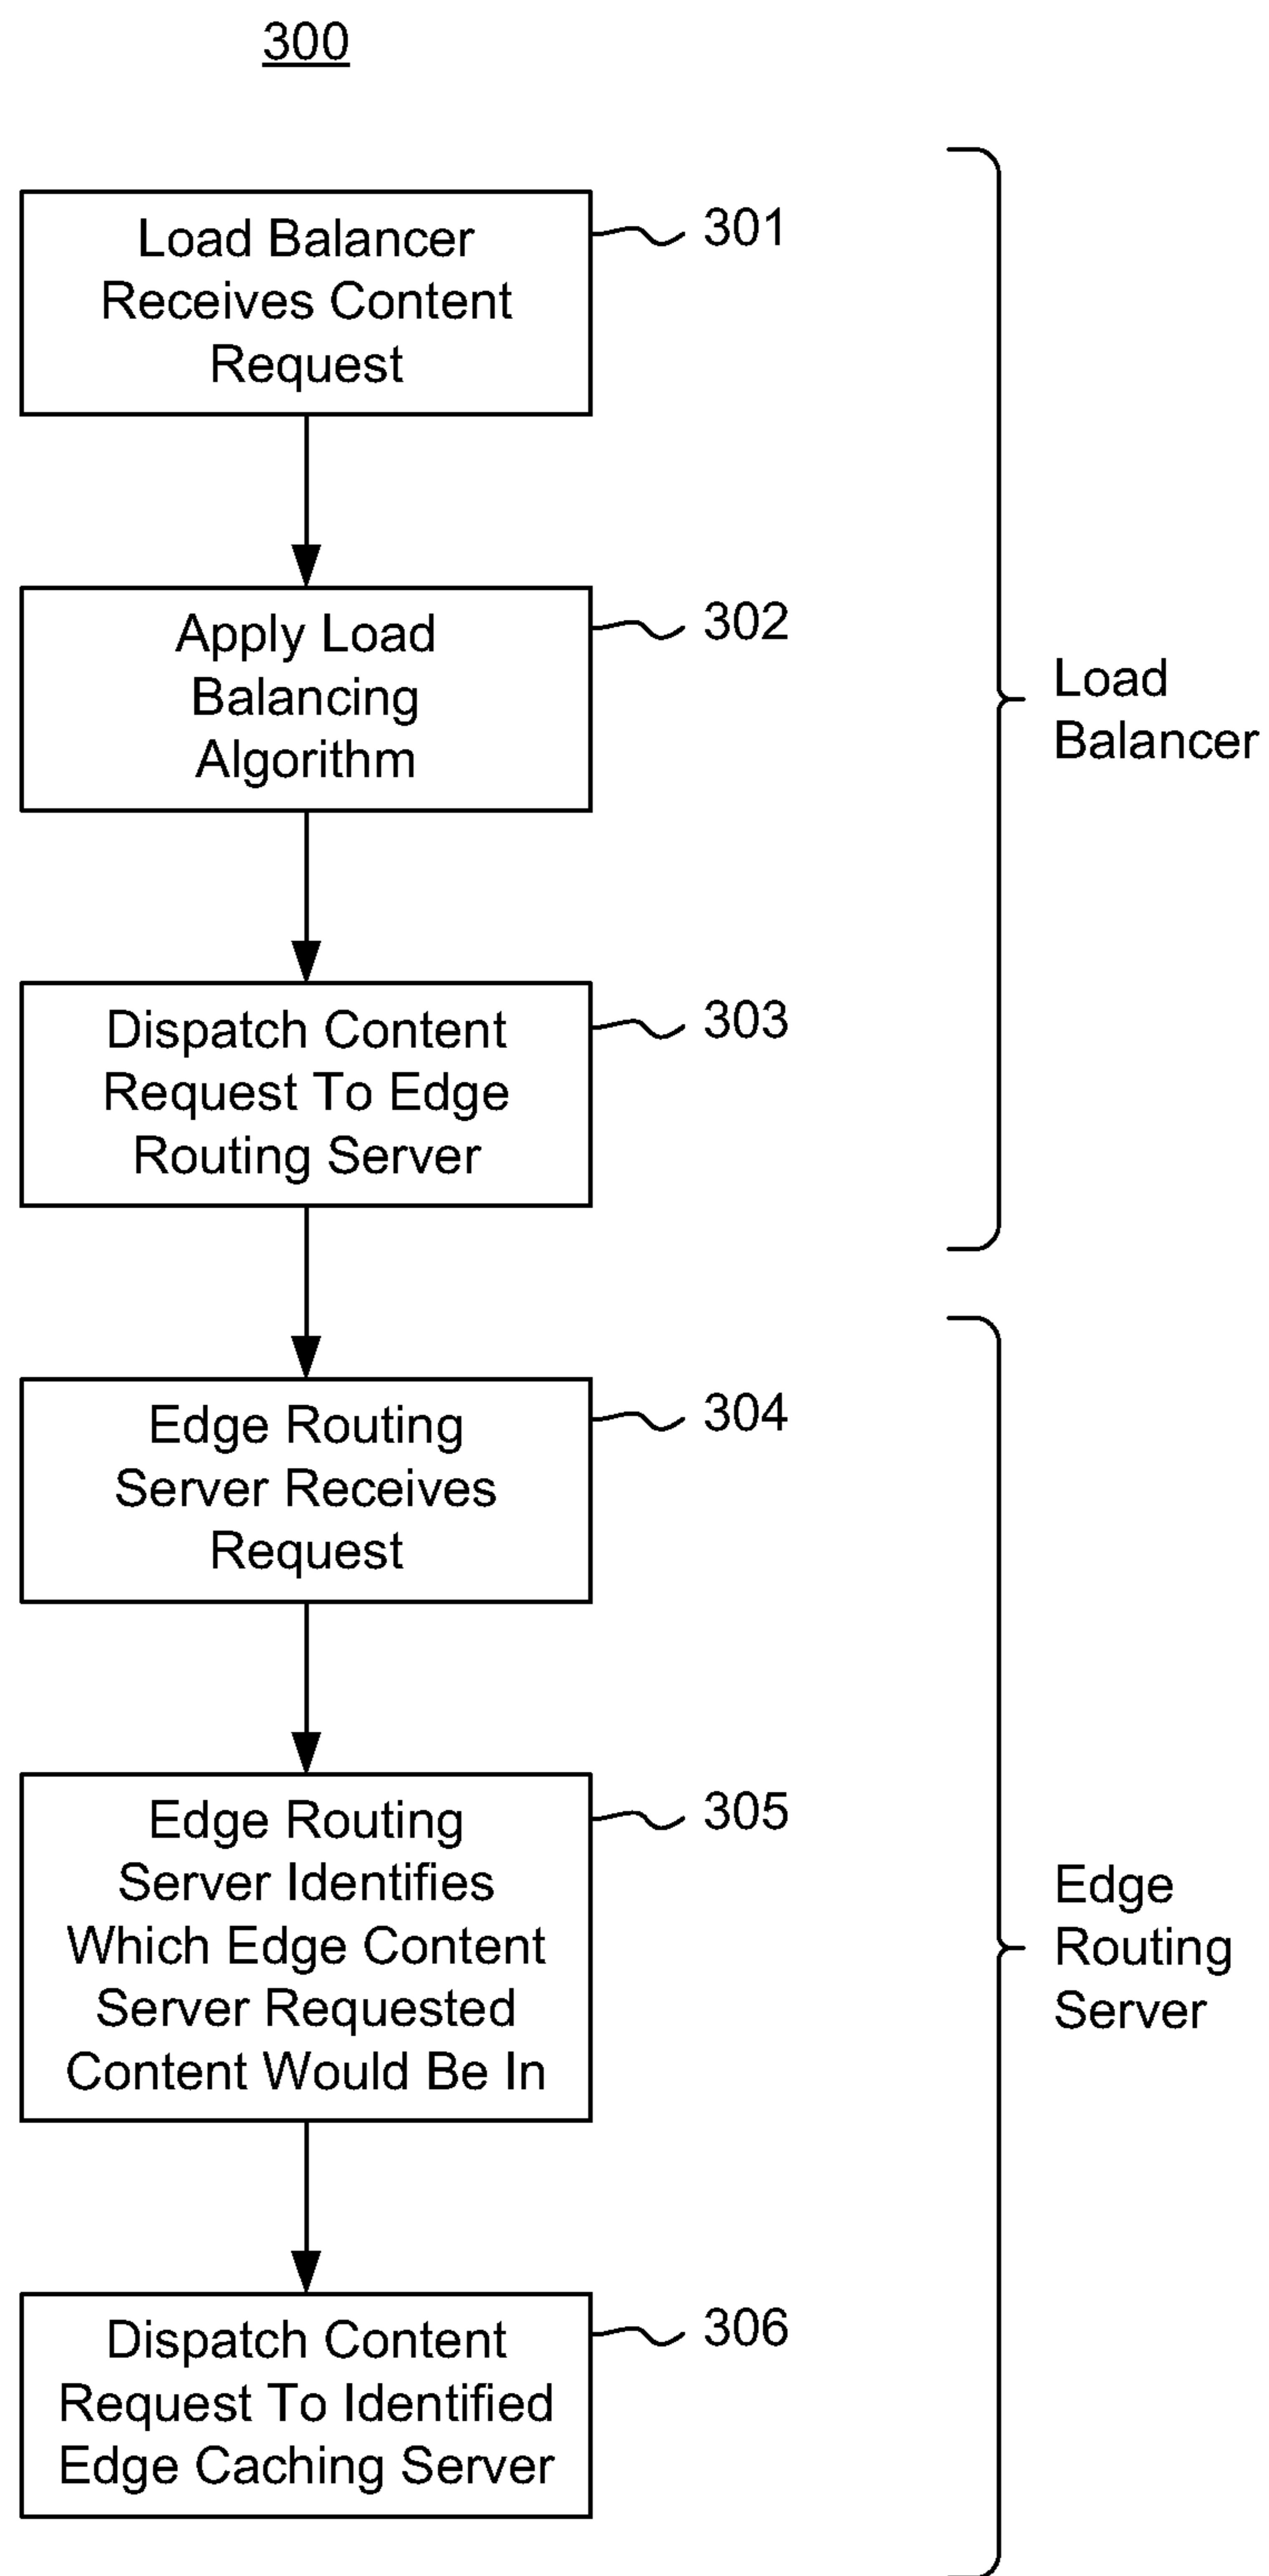 300
Load Balancer
Receives Content
Request
301
Apply Load
Balancing
Algorithm
302
Dispatch Content
Request To Edge
Routing Server
303
Load
Balancer
Edge Routing
Server Receives
Request
304
Edge Routing
Server Identifies
Which Edge Content
Server Requested
Content Would Be In
305
Dispatch Content
Request To Identified
Edge Caching Server
306
Edge
Routing
Server